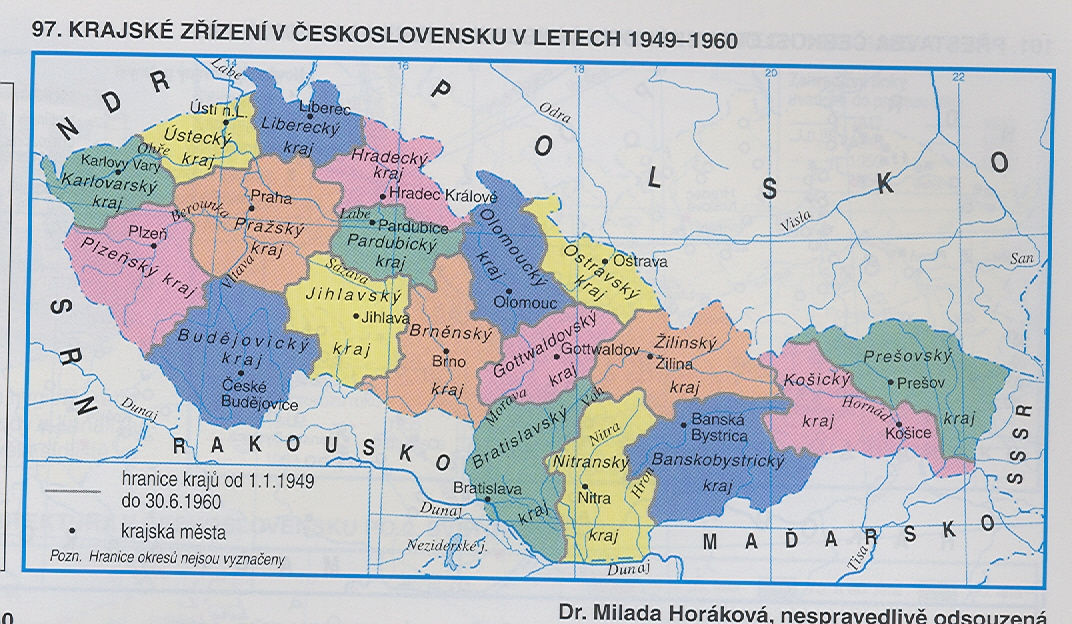 97. KRAJSKÉ ZŘÍZENÍ V ČESKOSLOVENSKU V LETECH 1949–1960
14
16
18
20
22
NDR
POLSKO
SRN
RAKOUSKO
MAĎARSKO
SSSR
Labe
Ústí n.L.
Ústecký
kraj
Ohře
Liberec
Liberecký
kraj
Karlovy Vary
Karlovarský
kraj
Hradecký
kraj
Hradec Králové
Praha
Berounka
Pražský
kraj
Vltava
Labe
Pardubice
Pardubický
kraj
Plzeň
Plzeňský kraj
Sázava
Jihlavský
Jihlava
kraj
Budějovický
kraj
České
Budějovice
Brněnský
Brno
kraj
Olomoucký
kraj
Olomouc
Odra
Ostrava
Ostravský
kraj
Visla
San
Gottwaldovský
Gottwaldov
kraj
Morava
Žilinský
Žilina
kraj
Váh
Košický
kraj
Hornád
Košice
Prešovský
Prešov
kraj
Bratislavský
Bratislava
kraj
Nitra
Nitranský
Nitra
kraj
Hron
Banská
Bystrica
Banskobystrický
kraj
Dunaj
Dunaj
Neziderské j.
Dunaj
Tisa
hranice krajů od 1.1.1949
do 30.6.1960
krajská města
Pozn. Hranice okresů nejsou vyznačeny
Dr. Milada Horáková, nespravedlivě odsouzená